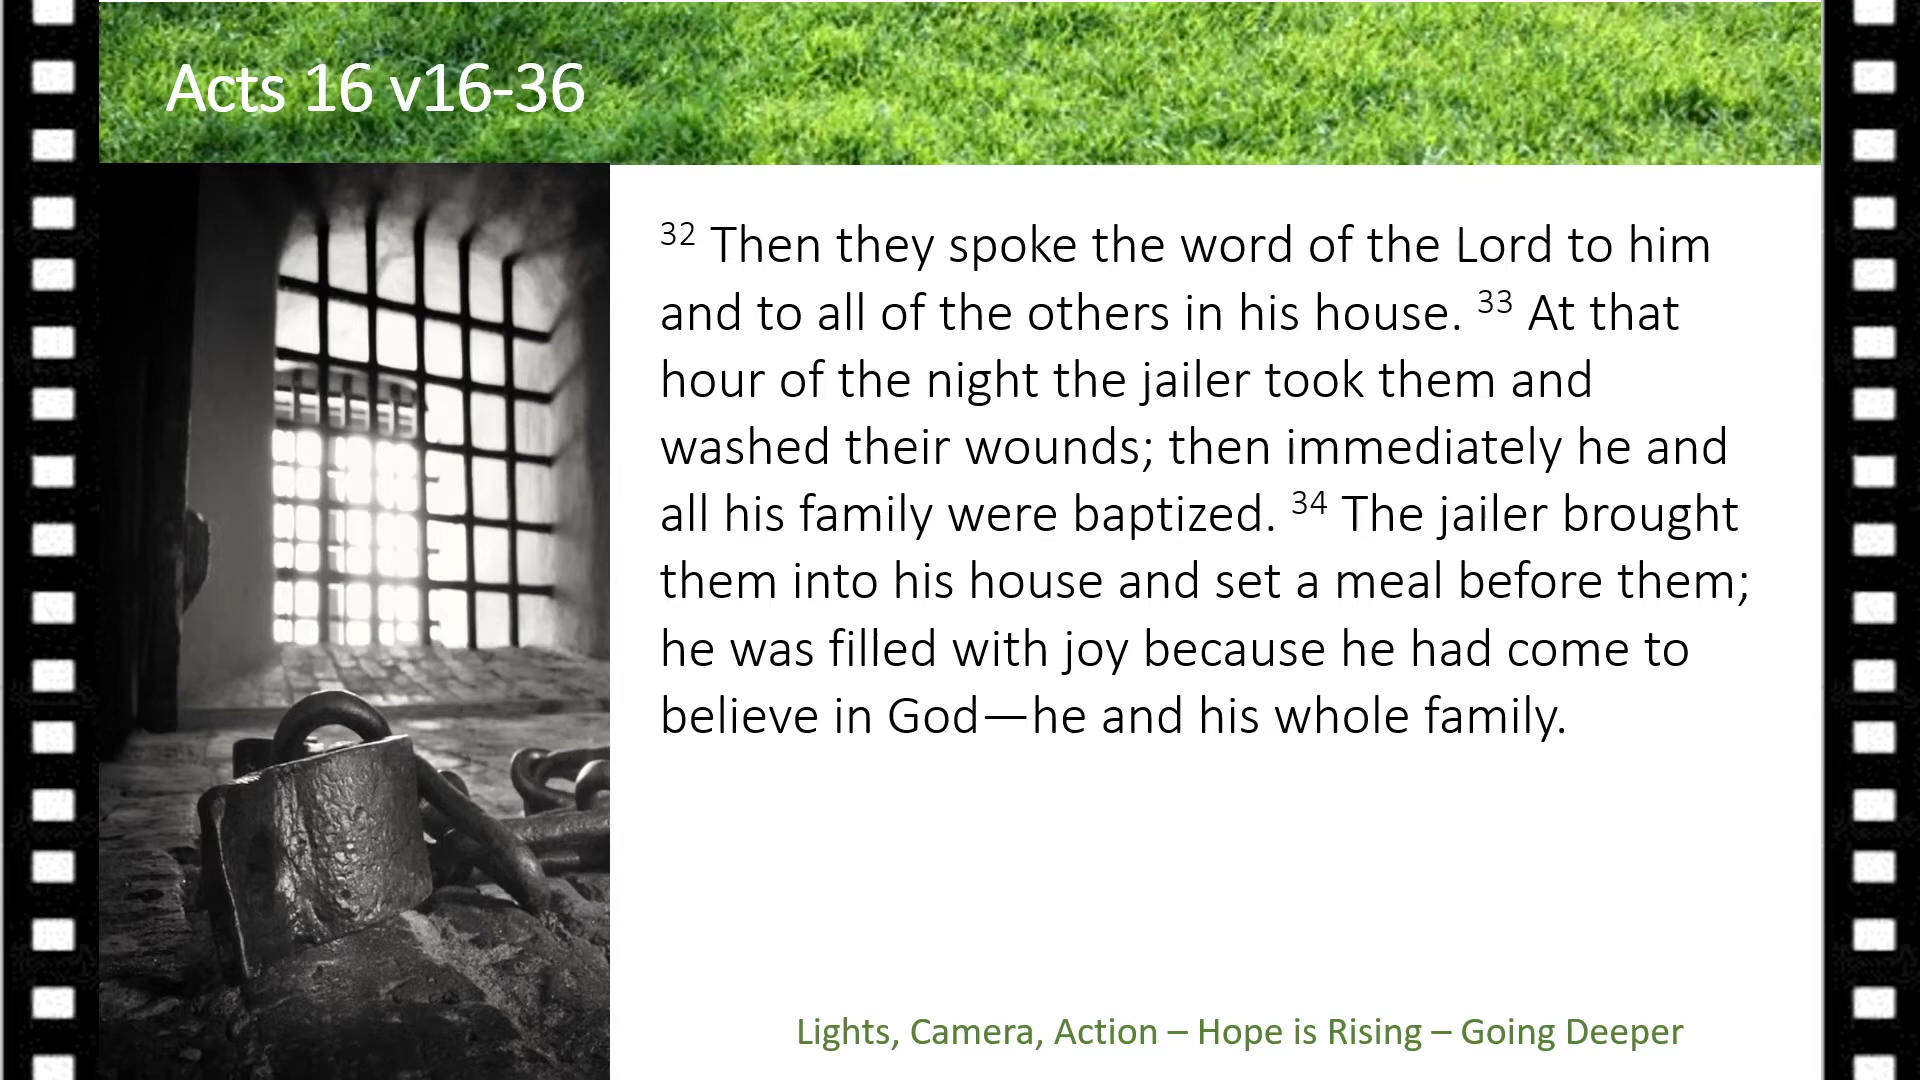 Acts 16 v16-36
32 Then they spoke the word of the Lord to him
and to all of the others in his house. 33 At that
hour of the night the jailer took them and
washed their wounds; then immediately he and
all his family were baptized. 34 The jailer brought
them into his house and set a meal before them;
he was filled with joy because he had come to
believe in God—he and his whole family.
Lights, Camera, Action – Hope is Rising – Going Deeper